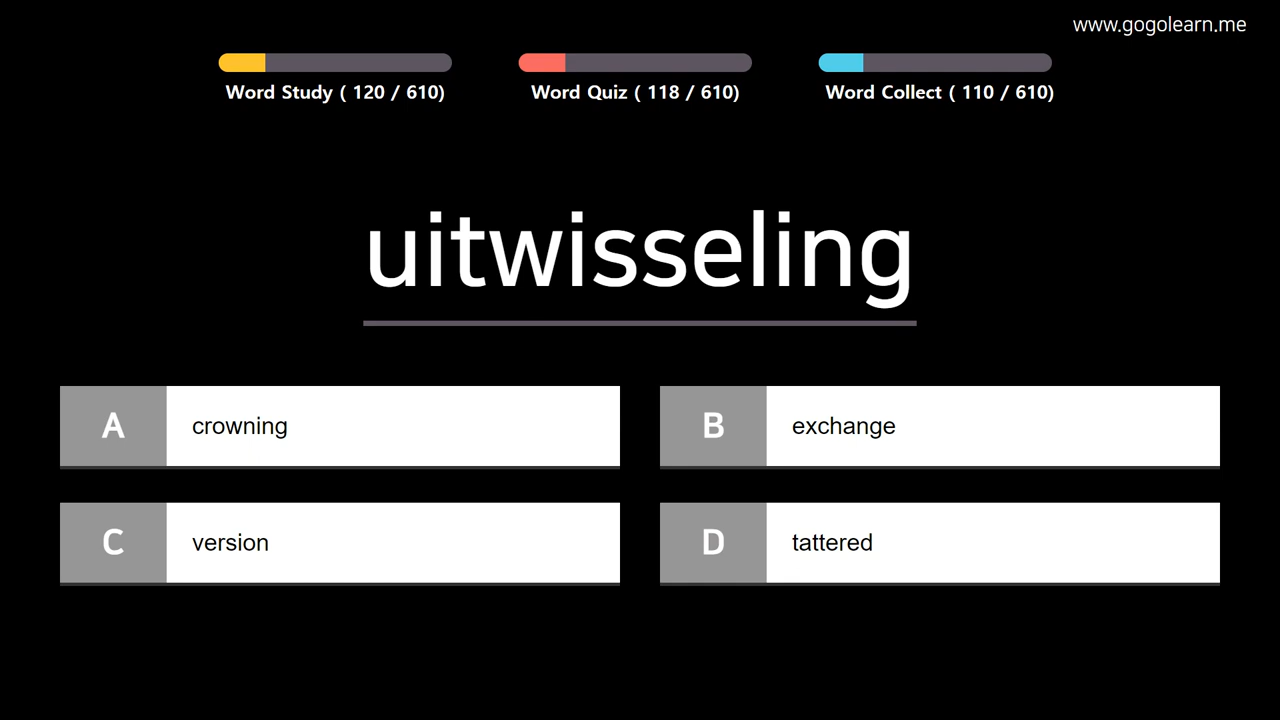 www.gogolearn.me
Word Study ( 120 / 610)
Word Quiz ( 118 / 610)
Word Collect ( 110 / 610)
uitwisseling
A crowning
B exchange
C version
D tattered